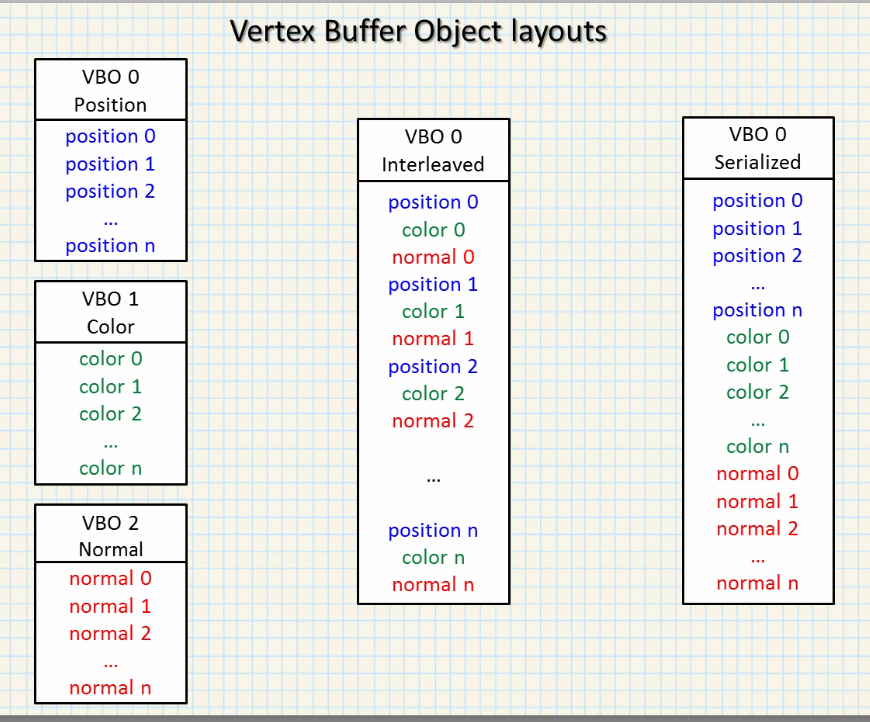 Vertex Buffer Object layouts
VBO 0
Position
position 0
position 1
position 2
...
position n
VBO 1
Color
color 0
color 1
color 2
...
color n
VBO 2
Normal
normal 0
normal 1
normal 2
...
normal n
VBO 0
Interleaved
position 0
color 0
normal 0
position 1
color 1
normal 1
position 2
color 2
normal 2
...
position n
color n
normal n
VBO 0
Serialized
position 0
position 1
position 2
...
position n
color 0
color 1
color 2
...
color n
normal 0
normal 1
normal 2
...
normal n